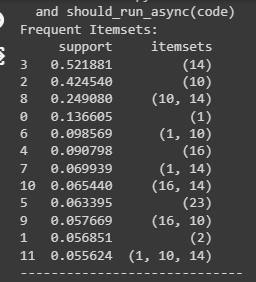 and should_run_async(code)
Frequent Itemsets:
support itemsets
3 0.521881 (14)
2 0.424540 (10)
8 0.249080 (10, 14)
0 0.136605 (1)
6 0.098569 (1, 10)
4 0.090798 (16)
7 0.069939 (1, 14)
10 0.065440 (16, 14)
5 0.063395 (23)
9 0.057669 (16, 10)
1 0.056851 (2)
11 0.055624 (1, 10, 14)
------------------------------